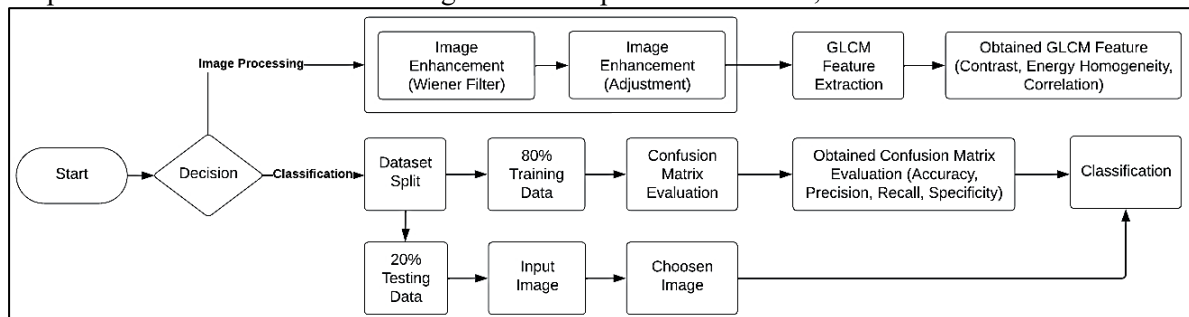 Start
Decision
Image Processing
Image
Enhancement
(Wiener Filter)
Image
Enhancement
(Adjustment)
GLCM
Feature
Extraction
Obtained GLCM Feature
(Contrast, Energy Homogeneity,
Correlation)
Classification
Dataset
Split
80%
Training
Data
Confusion
Matrix
Evaluation
Obtained Confusion Matrix
Evaluation (Accuracy,
Precision, Recall, Specificity)
Classification
20%
Testing
Data
Input
Image
Choosen
Image